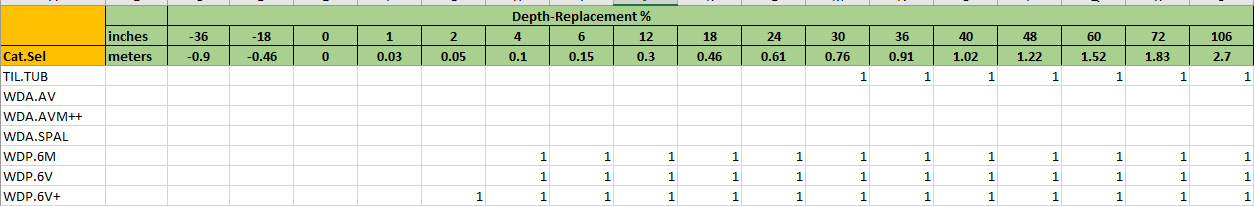 Depth-Replacement %
inches -36 -18 0 1 2 4 6 12 18 24 30 36 40 48 60 72 106
Cat.Sel meters -0.9 -0.46 0 0.03 0.05 0.1 0.15 0.3 0.46 0.61 0.76 0.91 1.02 1.22 1.52 1.83 2.7
TIL.TUB 1 1 1 1 1 1 1
WDA.AV
WDA.AVM++
WDA.SPAL
WDP.6M 1 1 1 1 1 1 1 1 1 1 1 1
WDP.6V 1 1 1 1 1 1 1 1 1 1 1 1
WDP.6V+ 1 1 1 1 1 1 1 1 1 1 1 1 1